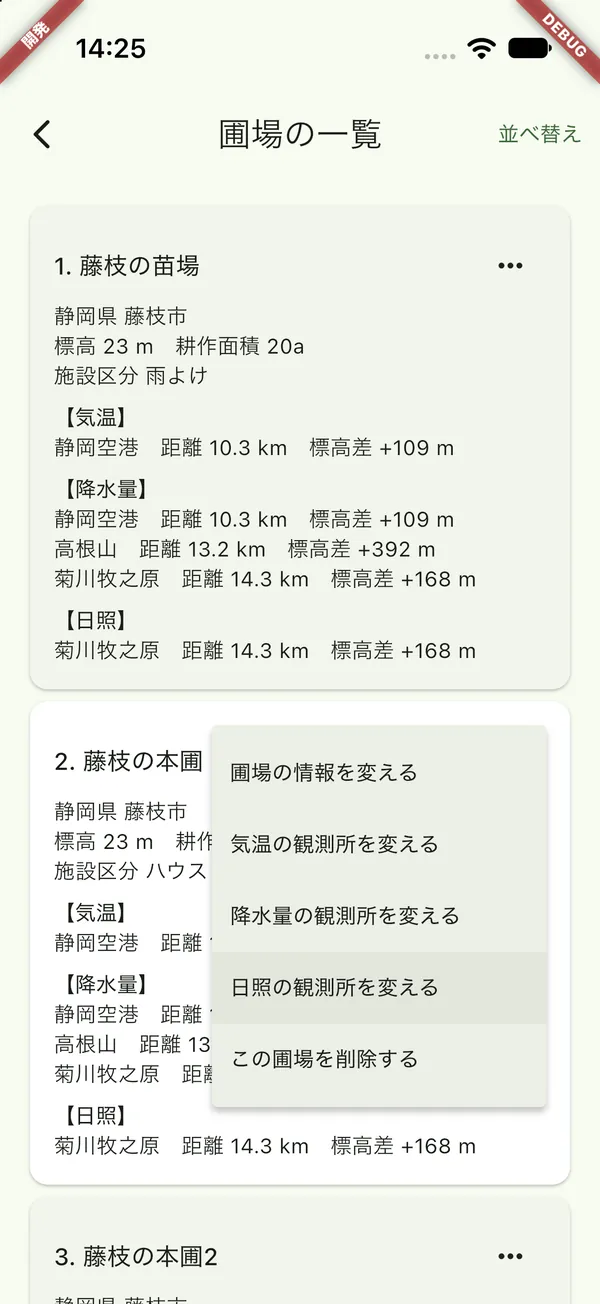 開発
DEBUG
14:25
圃場の一覧
並べ替え
1. 藤枝の苗場
静岡県 藤枝市
標高 23 m　耕作面積 20a
施設区分 雨よけ
【気温】
静岡空港　距離 10.3 km　標高差 +109 m
【降水量】
静岡空港　距離 10.3 km　標高差 +109 m
高根山　距離 13.2 km　標高差 +392 m
菊川牧之原　距離 14.3 km　標高差 +168 m
【日照】
菊川牧之原　距離 14.3 km　標高差 +168 m
2. 藤枝の本圃
静岡県 藤枝市
標高 23 m　耕作
施設区分 ハウス
【気温】
静岡空港　距離
【降水量】
静岡空港　距離
高根山　距離 13
菊川牧之原　距離
【日照】
菊川牧之原　距離 14.3 km　標高差 +168 m
圃場の情報を変える
気温の観測所を変える
降水量の観測所を変える
日照の観測所を変える
この圃場を削除する
3. 藤枝の本圃2
静岡県 藤枝市